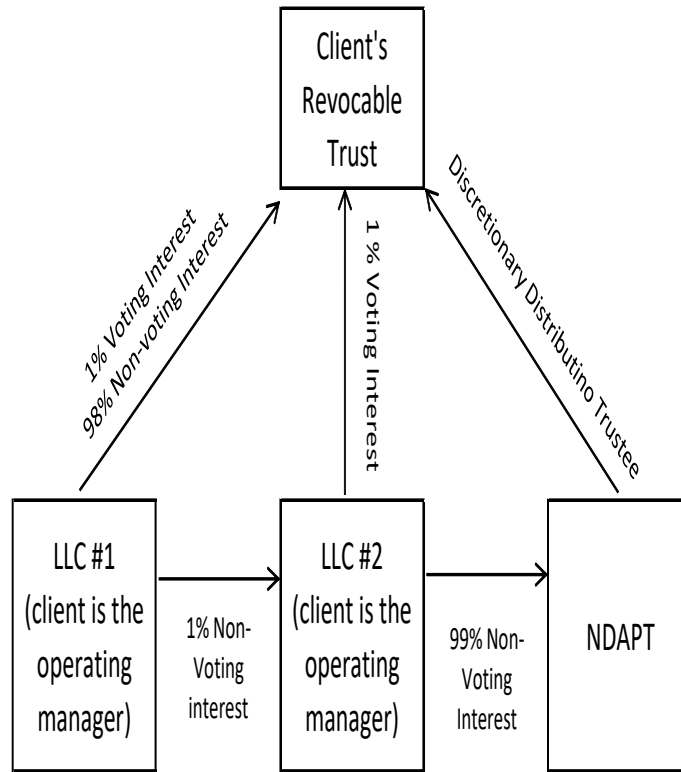 Client's
Revocable
Trust
1% Voting Interest
98% Non-voting Interest
1 % Voting Interest
Discretionary Distributino Trustee
LLC #1
(client is the
operating
manager)
1% Non-
Voting
interest
LLC #2
(client is the
operating
manager)
99% Non-
Voting
Interest
NDAPT